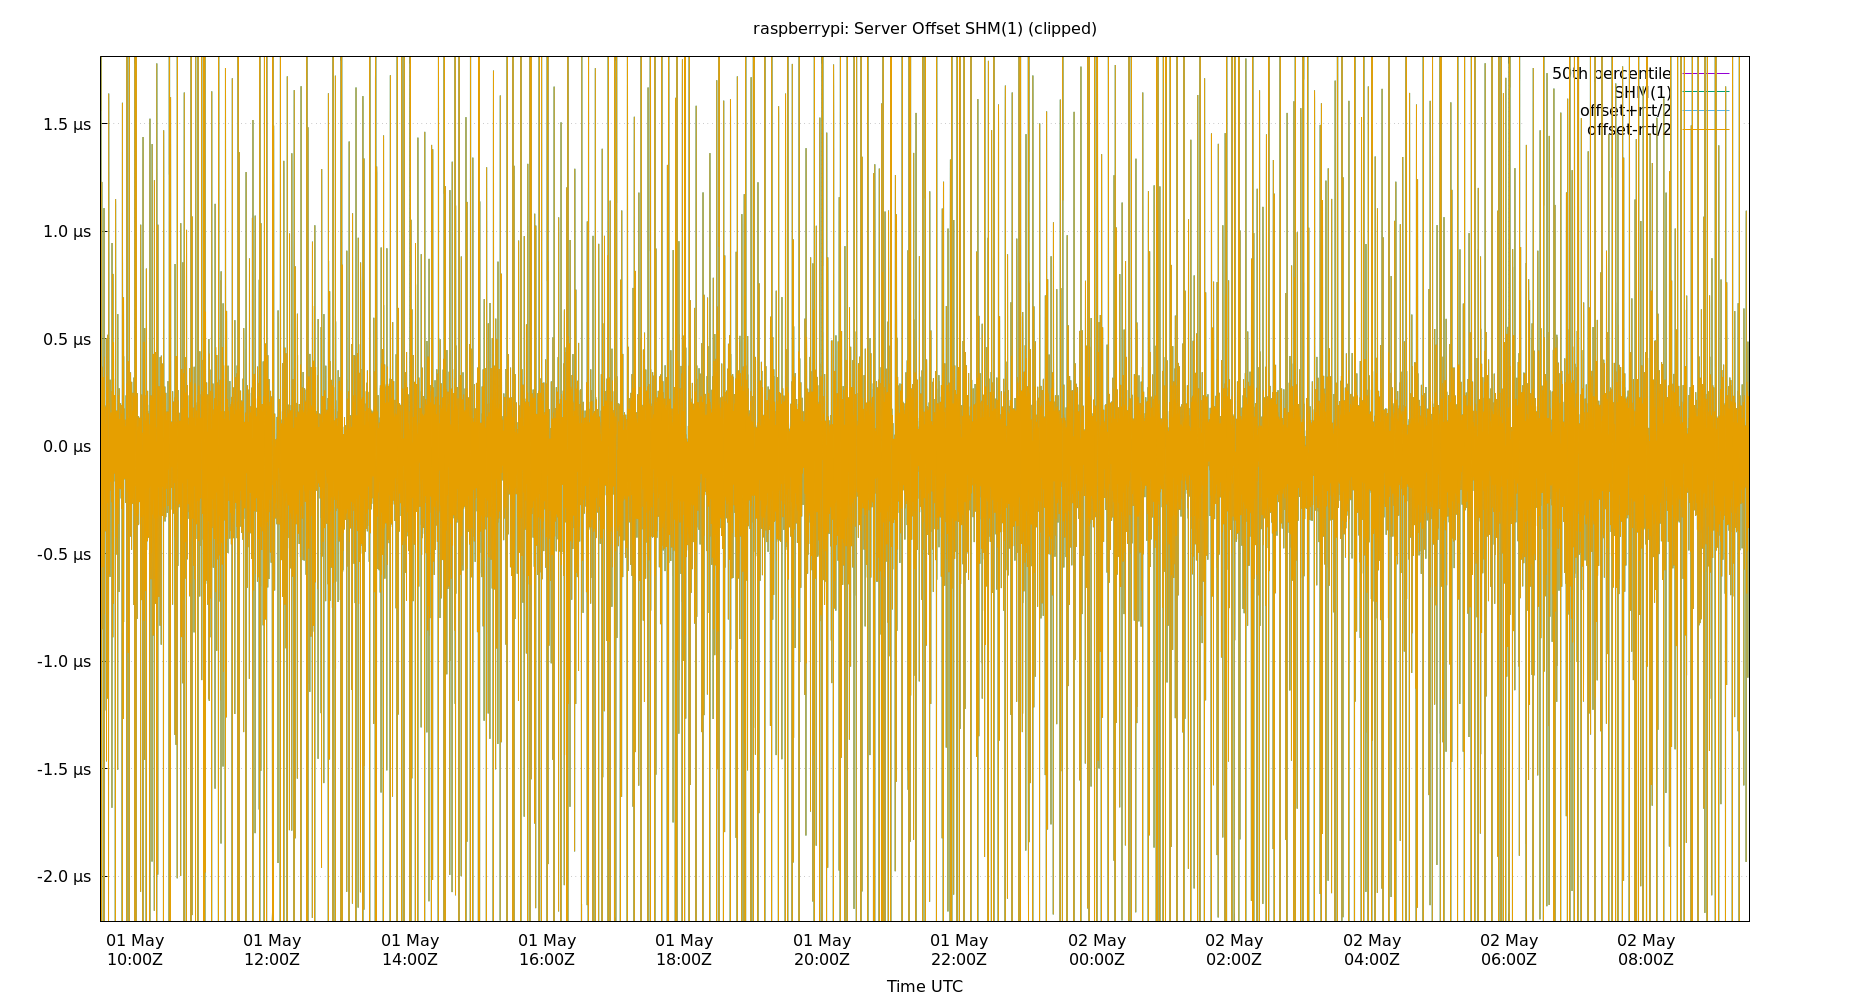 raspberrypi: Server Offset SHM(1) (clipped)
50th percentile
SHM(1)
offset+rtt/2
offset-rtt/2
1.5 µs
1.0 µs
0.5 µs
0.0 µs
-0.5 µs
-1.0 µs
-1.5 µs
-2.0 µs
01 May 01 May 01 May 01 May 01 May 01 May 01 May 02 May 02 May 02 May 02 May 02 May
10:00Z 12:00Z 14:00Z 16:00Z 18:00Z 20:00Z 22:00Z 00:00Z 02:00Z 04:00Z 06:00Z 08:00Z
Time UTC